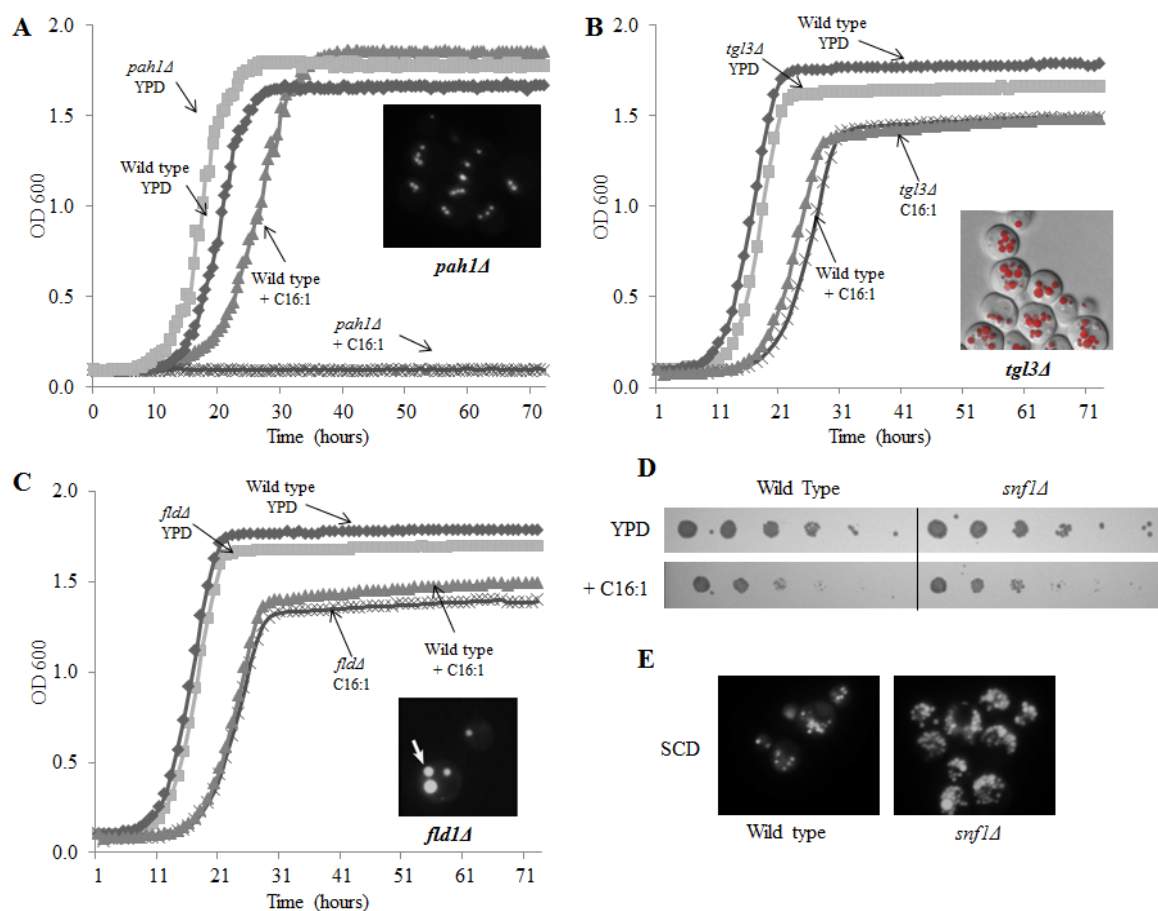 A
2.0
1.5
1.0
0.5
0.0
OD 600
0 10 20 30 40 50 60 70
Time (hours)
pah1Δ
YPD
Wild type
YPD
Wild type
+ C16:1
pah1Δ
+ C16:1
pah1Δ
B
2.0
1.5
1.0
0.5
0.0
OD 600
1 11 21 31 41 51 61 71
Time (hours)
Wild type
YPD
tgl3Δ
YPD
tgl3Δ
C16:1
Wild type
+ C16:1
tgl3Δ
C
2.0
1.5
1.0
0.5
0.0
OD 600
1 11 21 31 41 51 61 71
Time (hours)
Wild type
YPD
fldΔ
YPD
fldΔ
C16:1
Wild type
+ C16:1
fld1Δ
D
Wild Type snf1Δ
YPD
+ C16:1
E
SCD
Wild type snf1Δ